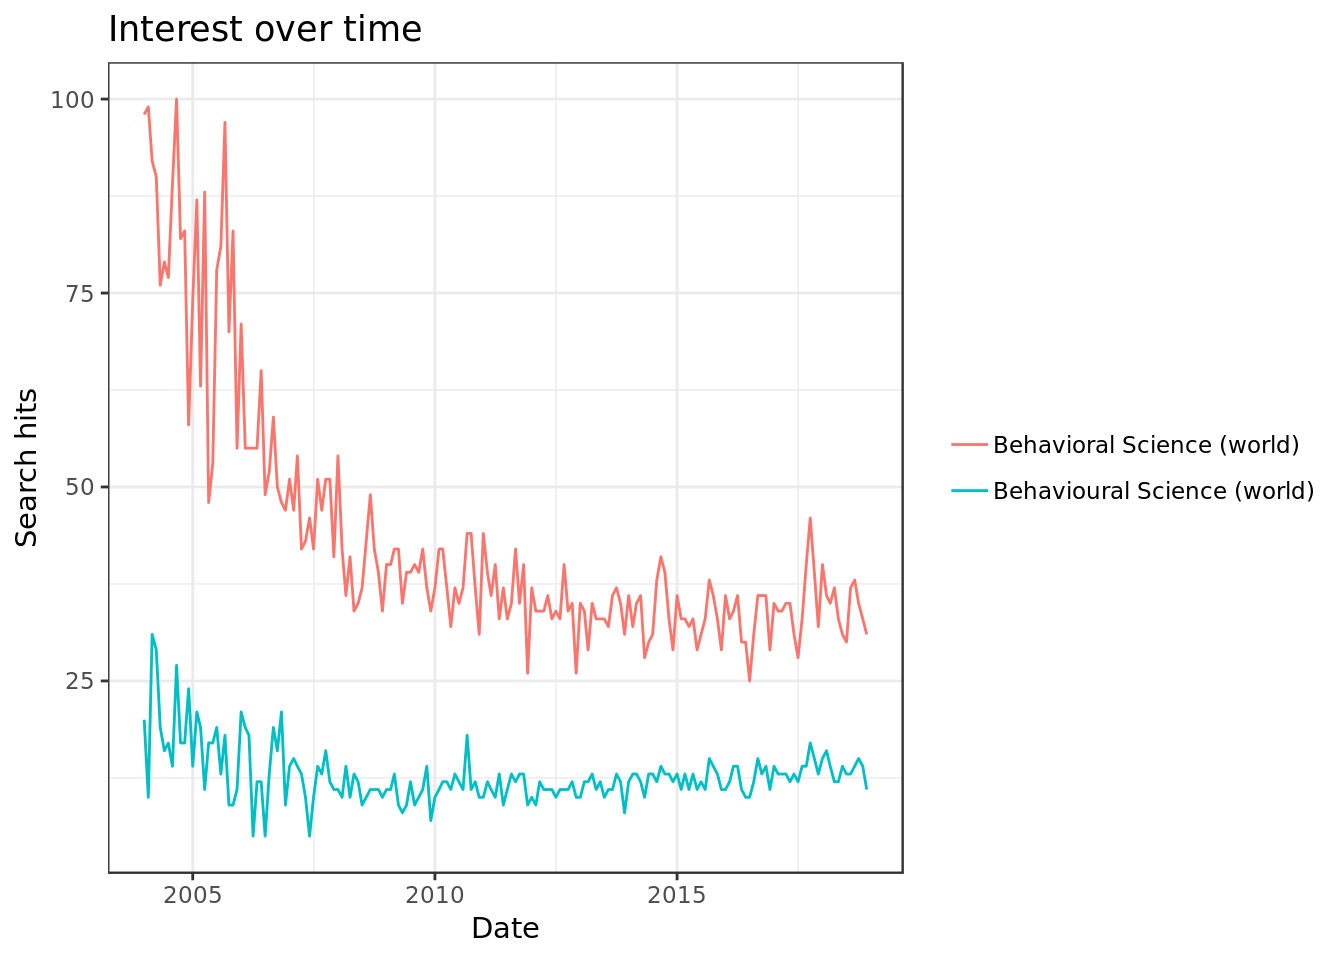 Interest over time
100
75
50
25
Search hits
2005 2010 2015
Date
Behavioral Science (world)
Behavioural Science (world)